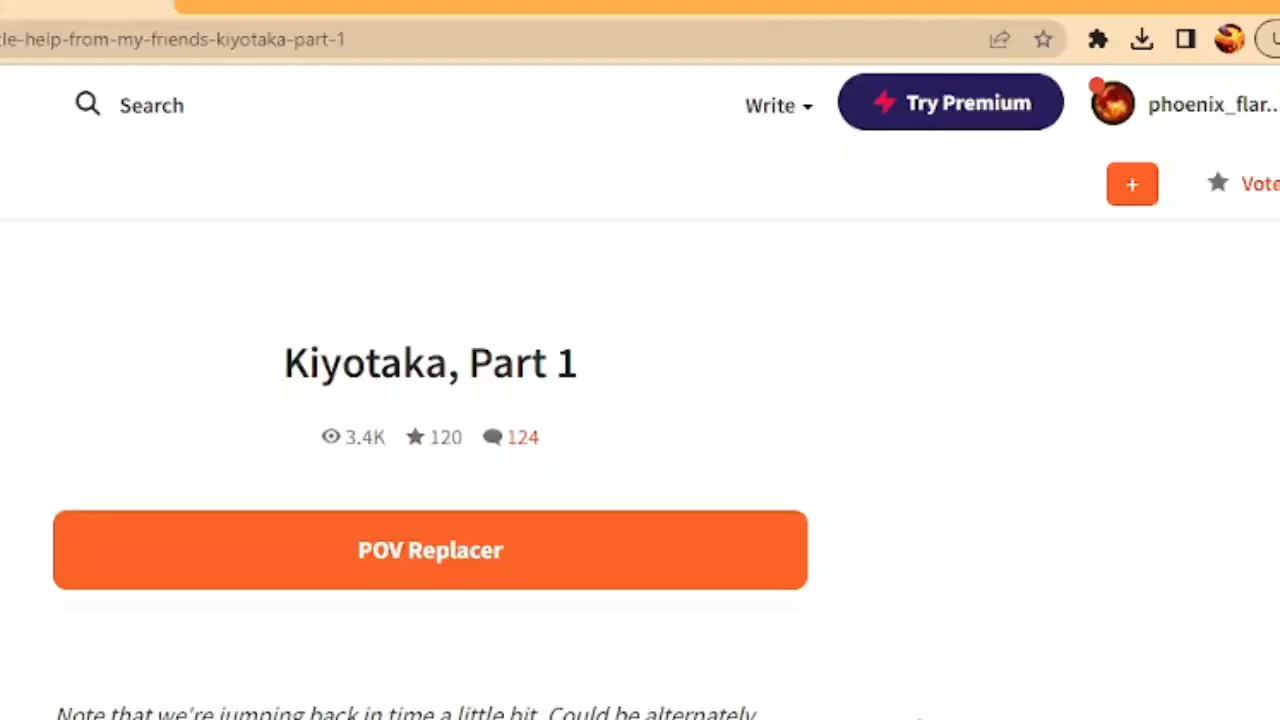 tle-help-from-my-friends-kiyotaka-part-1
Search
Write
Try Premium
phoenix_flar...
+
Vote
Kiyotaka, Part 1
3.4K
120
124
POV Replacer
Note that we're jumping back in time a little bit. Could be alternately